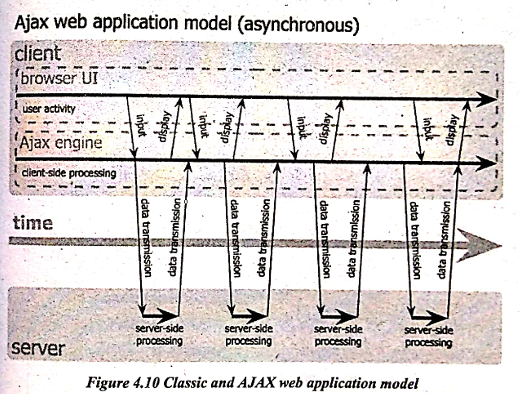 Ajax web application model (asynchronous)
client
browser UI
user activity
input
display
input
display
input
display
input
display
Ajax engine
client-side processing
data transmission
data transmission
data transmission
data transmission
data transmission
data transmission
data transmission
data transmission
time
server-side
processing
server-side
processing
server-side
processing
server-side
processing
server
Figure 4.10 Classic and AJAX web application model